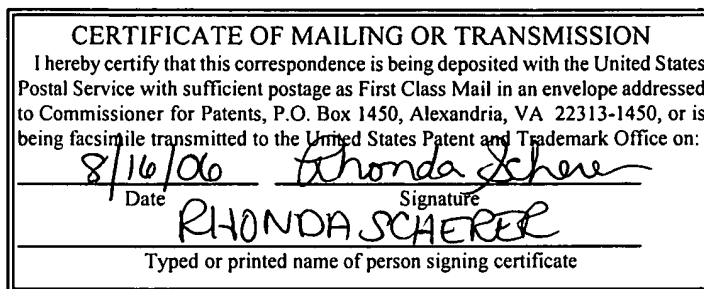 CERTIFICATE OF MAILING OR TRANSMISSION
I hereby certify that this correspondence is being deposited with the United States
Postal Service with sufficient postage as First Class Mail in an envelope addressed
to Commissioner for Patents, P.O. Box 1450, Alexandria, VA 22313-1450, or is
being facsimile transmitted to the United States Patent and Trademark Office on:
8/16/06 Rhonda Scherer
Date Signature
RHONDA SCHERER
Typed or printed name of person signing certificate